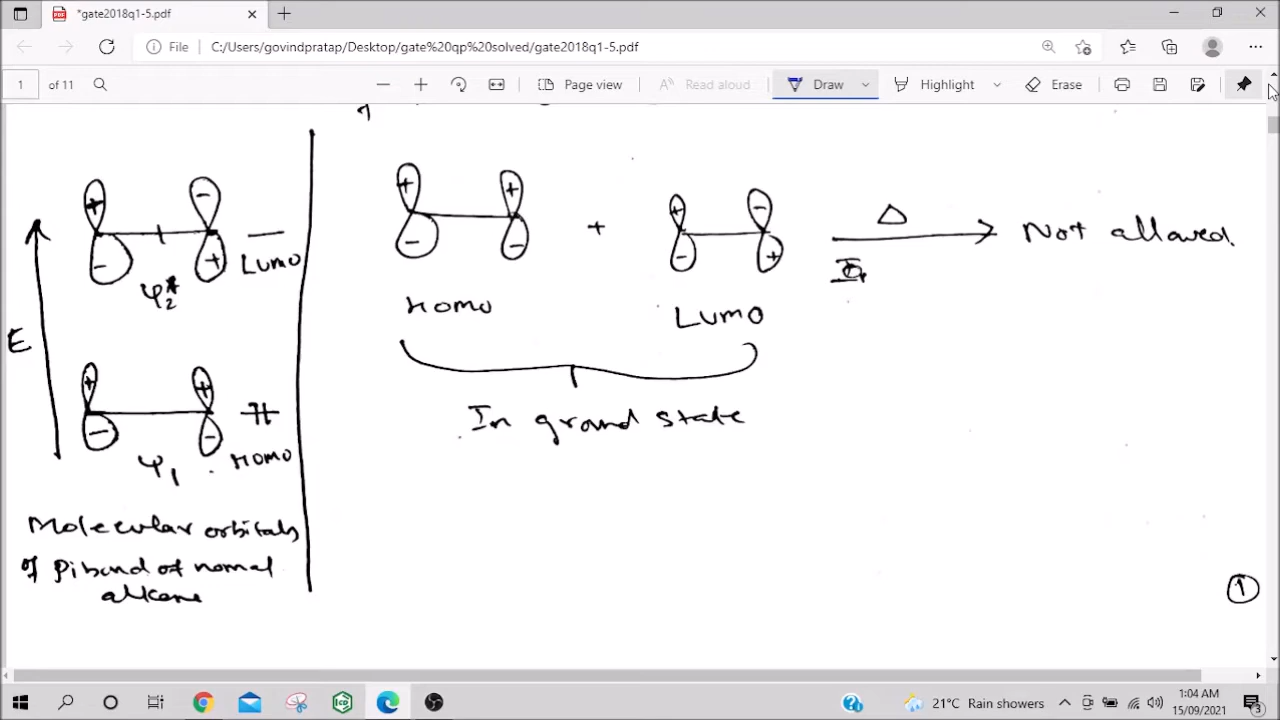 *gate2018q1-5.pdf
File C:/Users/govindpratap/Desktop/gate%20qp%20solved/gate2018q1-5.pdf
1 of 11 Page view Read aloud Draw Highlight Erase
+ - - +
ψ2* LUMO
E
+ - + -
ψ1 HOMO
Molecular orbitals
of pi bond of normal
alkene
+ - + - + + - - + Δ Not allowed.
HOMO LUMO
In ground state
1
21°C Rain showers
1:04 AM
15/09/2021
3